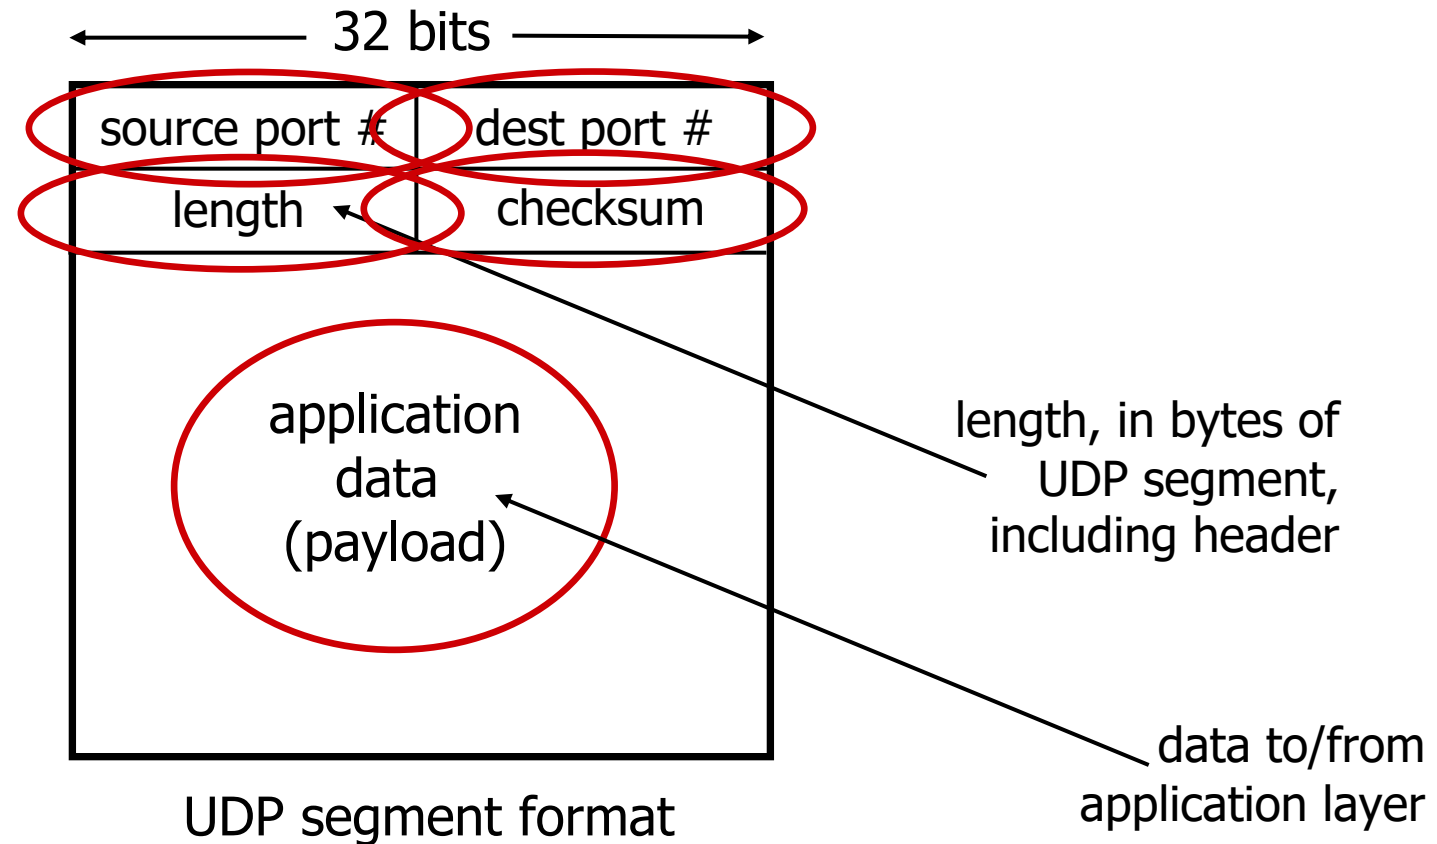 32 bits
source port #
dest port #
length
checksum
application
data
(payload)
length, in bytes of
UDP segment,
including header
data to/from
application layer
UDP segment format